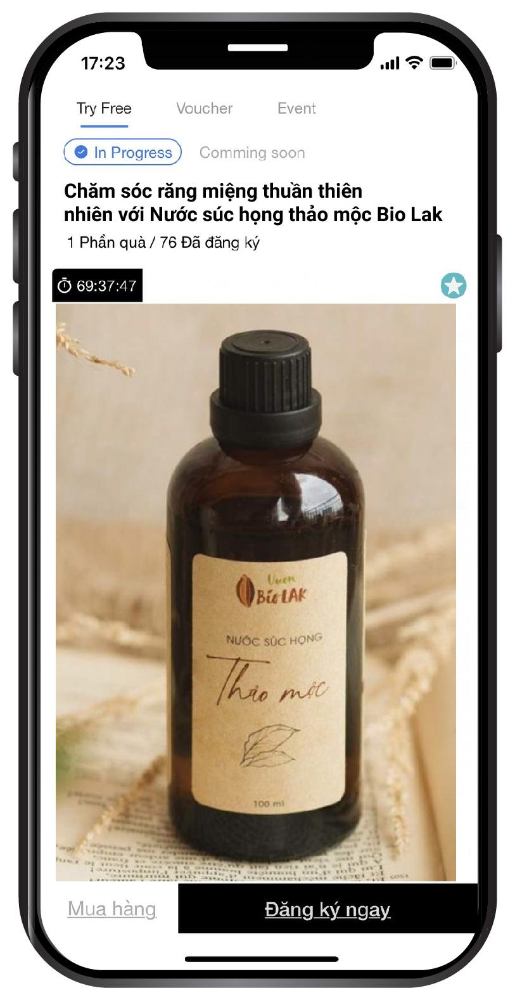 17:23
Try Free Voucher Event
In Progress Comming soon
Chăm sóc răng miệng thuần thiên
nhiên với Nước súc họng thảo mộc Bio Lak
1 Phần quà / 76 Đã đăng ký
69:37:47
Vườn
Bio LAK
NƯỚC SÚC HỌNG
Thảo mộc
100 ml
Mua hàng Đăng ký ngay